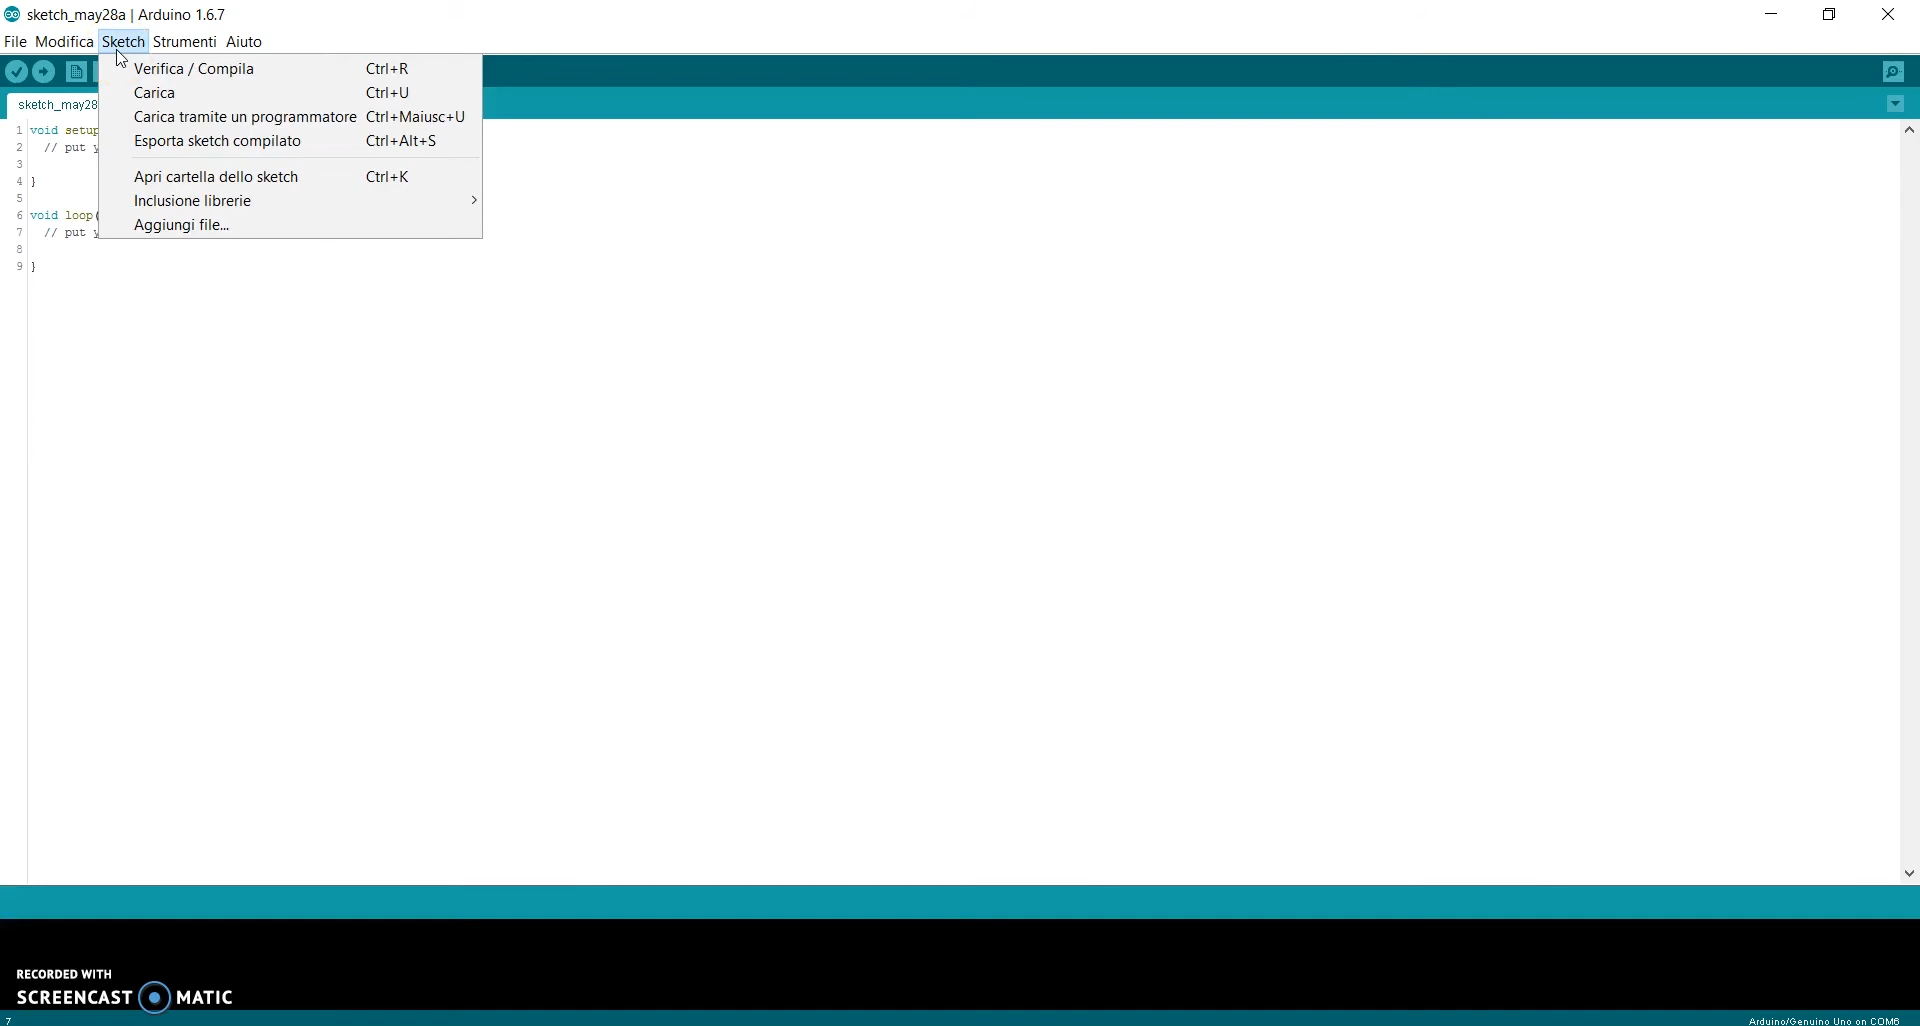 sketch_may28a | Arduino 1.6.7
File Modifica Sketch Strumenti Aiuto
Verifica / Compila Ctrl+R
Carica Ctrl+U
Carica tramite un programmatore Ctrl+Maiusc+U
Esporta sketch compilato Ctrl+Alt+S
Apri cartella dello sketch Ctrl+K
Inclusione librerie
Aggiungi file...
sketch_may28
1 void setup
2 // put y
3
4 }
5
6 void loop(
7 // put y
8
9 }
RECORDED WITH
SCREENCAST MATIC
7 Arduino/Genuino Uno on COM6